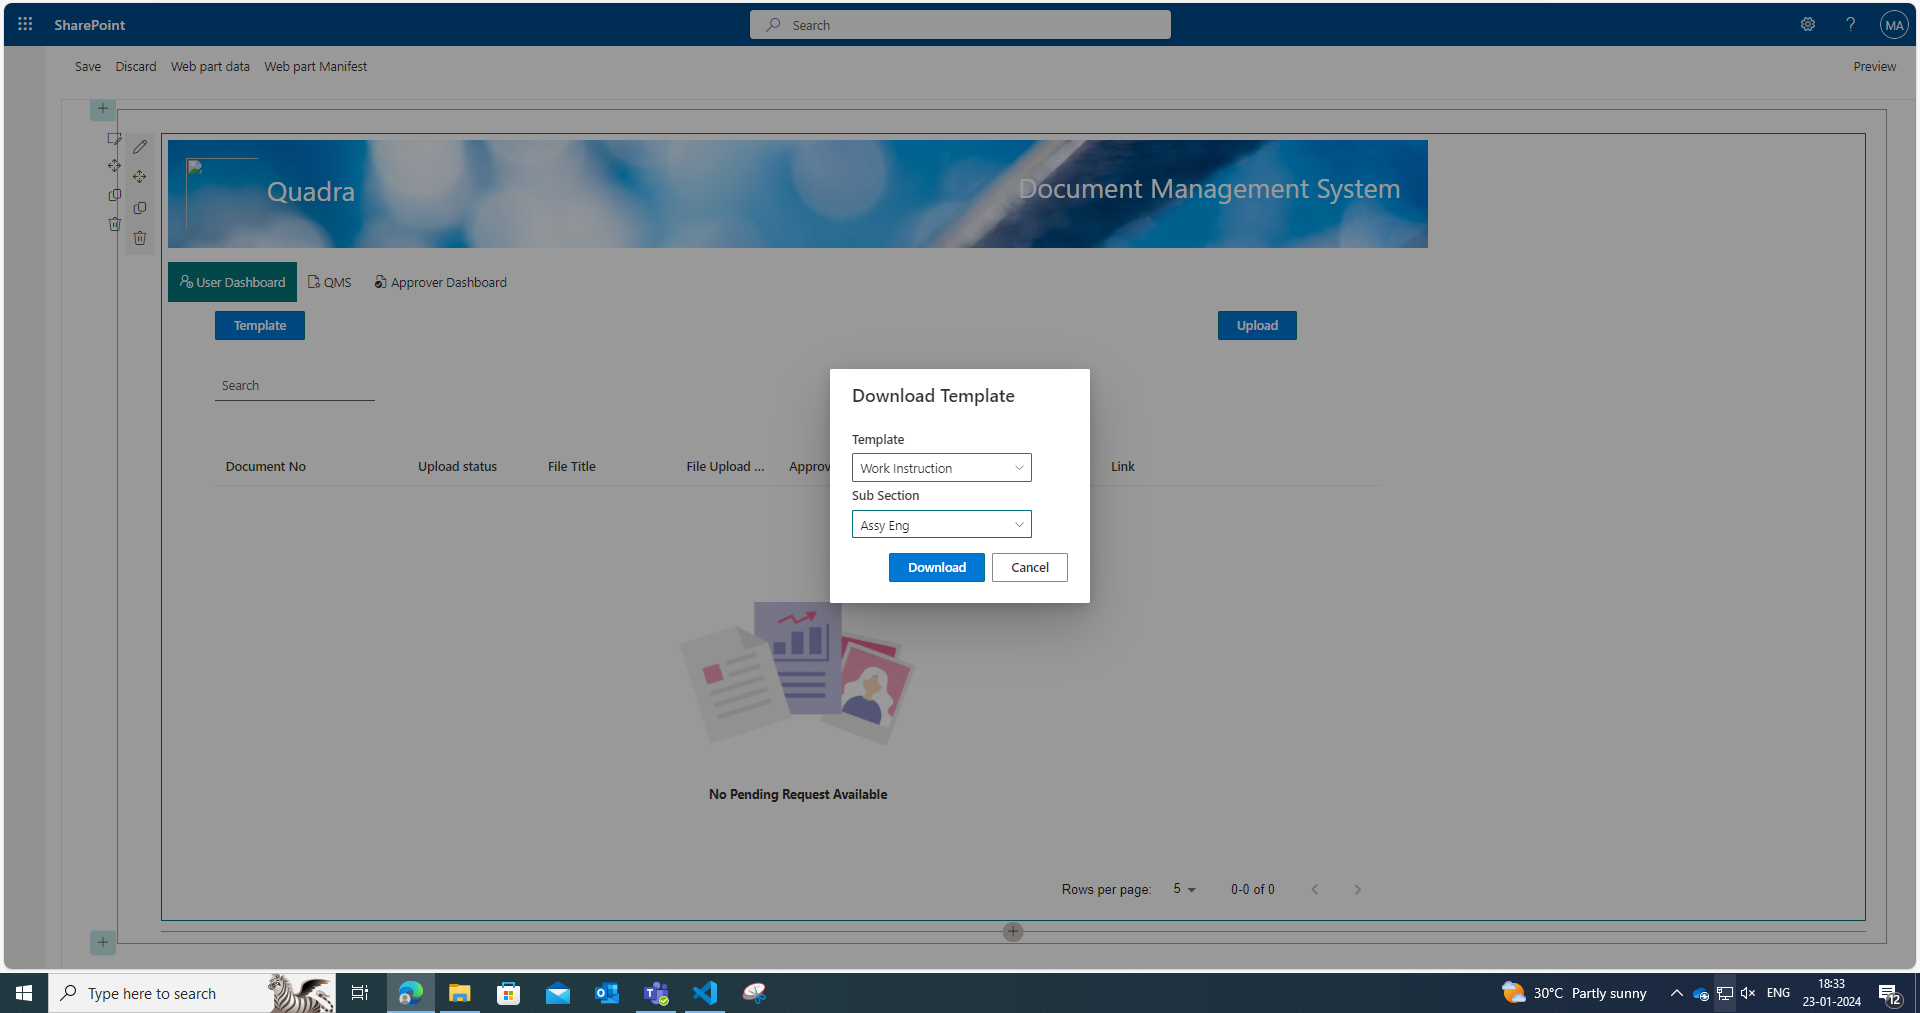 SharePoint
Search
MA
Save Discard Web part data Web part Manifest
Preview
Quadra
Document Management System
User Dashboard QMS Approver Dashboard
Template
Upload
Search
Download Template
Template
Work Instruction
Document No Upload status File Title File Upload ... Approv Link
Sub Section
Assy Eng
Download Cancel
No Pending Request Available
Rows per page: 5 0-0 of 0
Type here to search
30°C Partly sunny
ENG
18:33
23-01-2024
12